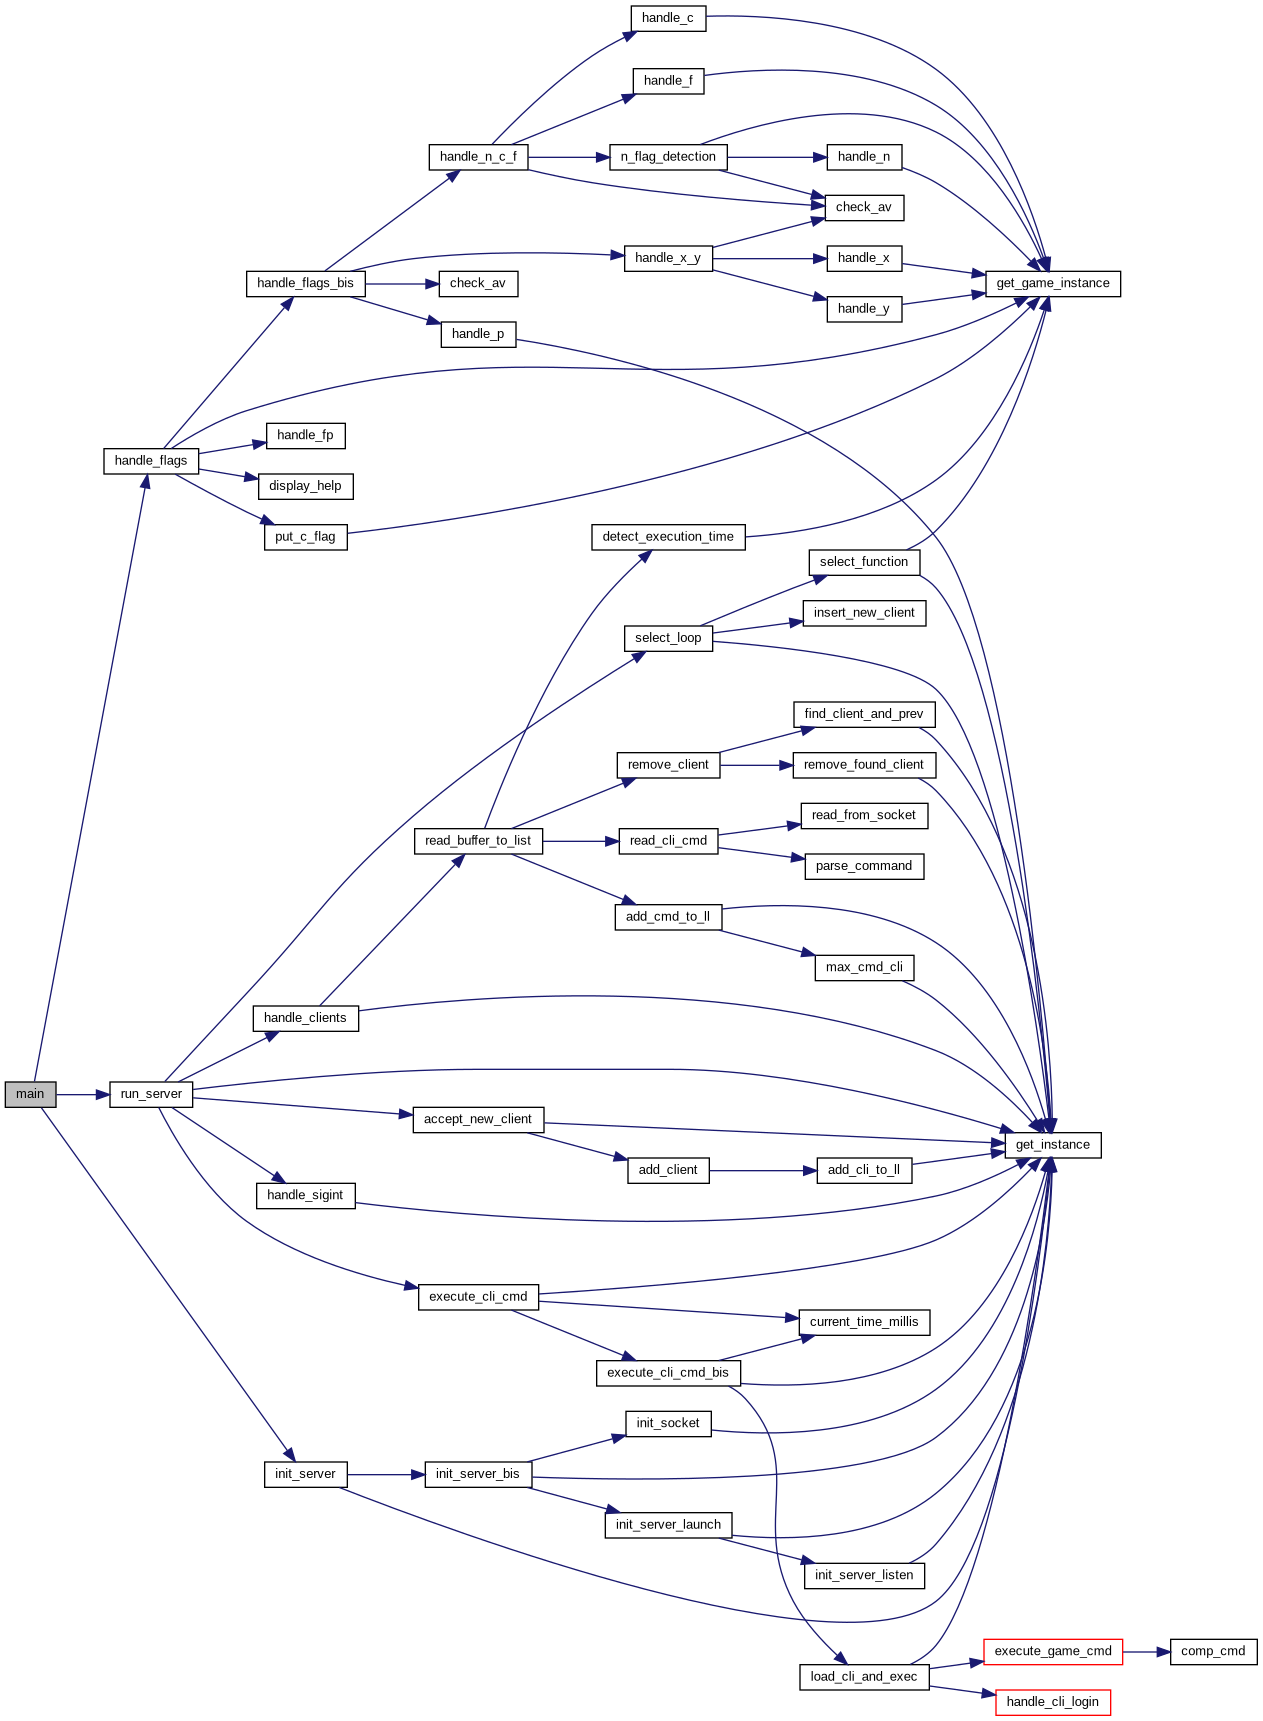 handle_c
handle_f
handle_n_c_f
n_flag_detection
handle_n
check_av
handle_x_y
handle_x
handle_flags_bis
check_av
get_game_instance
handle_y
handle_p
handle_fp
handle_flags
display_help
put_c_flag
detect_execution_time
select_function
insert_new_client
select_loop
find_client_and_prev
remove_client
remove_found_client
read_from_socket
read_buffer_to_list
read_cli_cmd
parse_command
add_cmd_to_ll
max_cmd_cli
handle_clients
main
run_server
accept_new_client
get_instance
add_client
add_cli_to_ll
handle_sigint
execute_cli_cmd
current_time_millis
execute_cli_cmd_bis
init_socket
init_server
init_server_bis
init_server_launch
init_server_listen
execute_game_cmd
comp_cmd
load_cli_and_exec
handle_cli_login